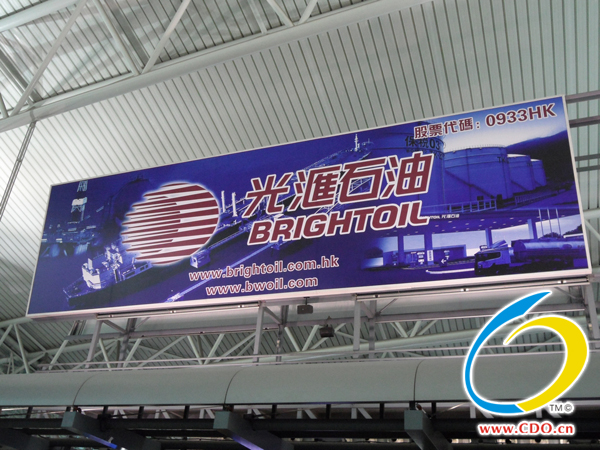 股票代碼：0933HK
光滙石油
BRIGHTOIL
www.brightoil.com.hk
www.bwoil.com
TM©
www.CDO.cn